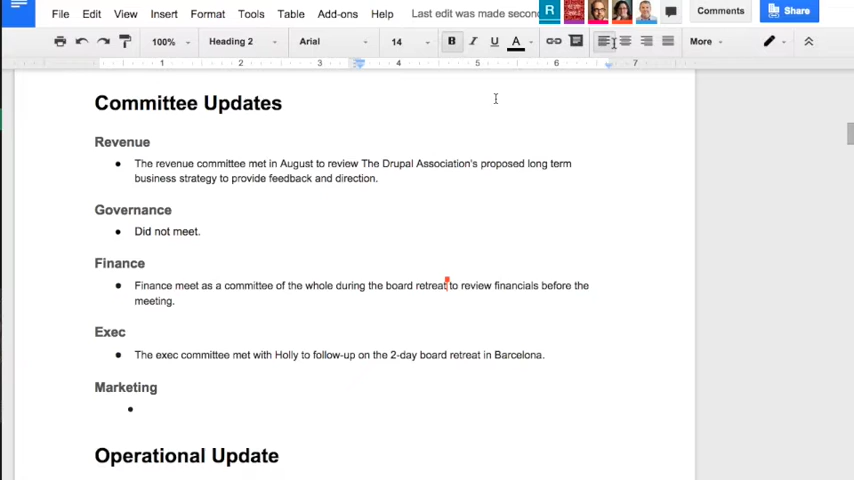 File Edit View Insert Format Tools Table Add-ons Help Last edit was made secon
R
Comments
Share
100% Heading 2 Arial 14 B I U A More
1 2 3 4 5 6 7
Committee Updates
Revenue
The revenue committee met in August to review The Drupal Association's proposed long term
business strategy to provide feedback and direction.
Governance
Did not meet.
Finance
Finance meet as a committee of the whole during the board retreat to review financials before the
meeting.
Exec
The exec committee met with Holly to follow-up on the 2-day board retreat in Barcelona.
Marketing
Operational Update